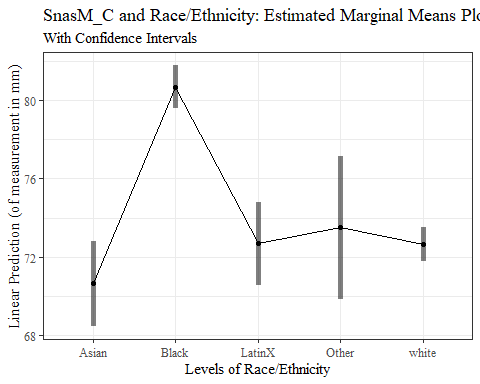 SnasM_C and Race/Ethnicity: Estimated Marginal Means Plo
With Confidence Intervals
Linear Prediction (of measurement in mm)
80
76
72
68
Asian
Black
LatinX
Other
white
Levels of Race/Ethnicity